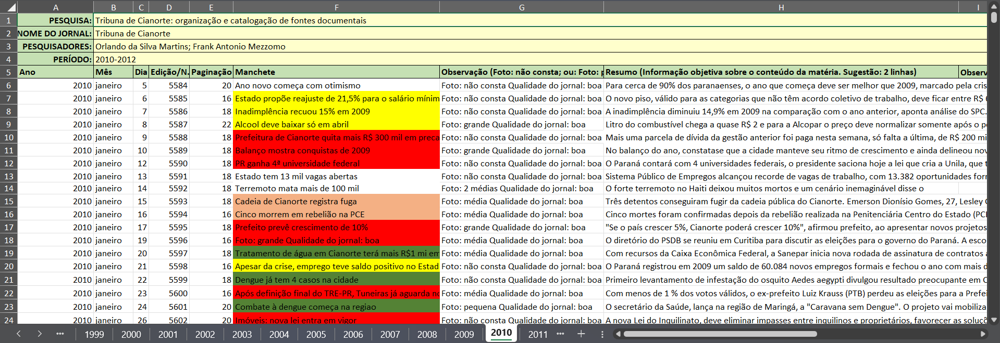 A B C D E F G H I
1 PESQUISA: Tribuna de Cianorte: organização e catalogação de fontes documentais
2 NOME DO JORNAL: Tribuna de Cianorte
3 PESQUISADORES: Orlando da Silva Martins; Frank Antonio Mezzomo
4 PERÍODO: 2010-2012
5 Ano Mês Dia Edição/N. Paginação Manchete Observação (Foto: não consta; ou: Foto: Resumo (Informação objetiva sobre o conteúdo da matéria. Sugestão: 2 linhas) Observ
6 2010 janeiro 5 5584 20 Ano novo começa com otimismo Foto: não consta Qualidade do jornal: boa Para cerca de 90% dos paranaenses, o ano que começa deve ser melhor que 2009, marcado pela cris
7 2010 janeiro 6 5585 16 Estado propõe reajuste de 21,5% para o salário mínim Foto: não consta Qualidade do jornal: boa O novo piso, válido para as categorias que não têm acordo coletivo de trabalho, deve ficar entre R$
8 2010 janeiro 7 5586 18 Inadimplência recuou 15% em 2009 Foto: não consta Qualidade do jornal: boa A inadimplência diminuiu 14,9% em 2009 na comparação com o ano anterior, aponta análise do SPC.
9 2010 janeiro 8 5587 22 Alcool deve baixar só em abril Foto: grande Qualidade do jornal: boa Litro do combustível chega a quase R$ 2 e para a Alcopar o preço deve normalizar somente após o p
10 2010 janeiro 9 5588 18 Prefeitura de Cianorte quita mais R$ 300 mil em preca Foto: não consta Qualidade do jornal: boa Mais uma parcela de dívida da gestão anterior foi paga nesta semana, só falta a última, de R$ 200 mi
11 2010 janeiro 10 5589 18 Balanço mostra conquistas de 2009 Foto: grande Qualidade do jornal: boa No balanço do ano, constatase que a cidade manteve seu ritmo de crescimento e ainda delineou nov
12 2010 janeiro 12 5590 18 PR ganha 4ª universidade federal Foto: não consta Qualidade do jornal: boa O Paraná contará com 4 universidades federais, o presidente saciona hoje a lei que cria a Unila, que t
13 2010 janeiro 13 5591 18 Estado tem 13 mil vagas abertas Foto: não consta Qualidade do jornal: boa Sistema Público de Empregos alcançou recorde de vagas de trabalho, com 13.382 oportunidades for
14 2010 janeiro 14 5592 18 Terremoto mata mais de 100 mil Foto: 2 médias Qualidade do jornal: boa O forte terremoto no Haiti deixou muitos mortos e um cenário inemaginável disse o
15 2010 janeiro 15 5593 18 Cadeia de Cianorte registra fuga Foto: média Qualidade do jornal: boa Três detentos conseguiram fugir da cadeia pública do Cianorte. Emerson Dionísio Gomes, 27, Lesley
16 2010 janeiro 16 5594 16 Cinco morrem em rebelião na PCE Foto: média Qualidade do jornal: boa Cinco mortes foram confirmadas depois da rebelião realizada na Penitenciária Centro do Estado (PCE
17 2010 janeiro 17 5595 18 Prefeito prevê crescimento de 10% Foto: grande Qualidade do jornal: boa "Se o país crescer 5%, Cianorte poderá crescer 10%", afirmou prefeito, ao apresentar novos projetos
18 2010 janeiro 19 5596 16 Foto: grande Qualidade do jornal: boa Foto: média Qualidade do jornal: boa O diretório do PSDB se reuniu em Curitiba para discutir as eleições para o governo do Paraná. A esco
19 2010 janeiro 20 5597 18 Tratamento de água em Cianorte terá mais R$1 mi em Foto: média Qualidade do jornal: boa Com recursos da Caixa Econômica Federal, a Sanepar inicia nova rodada de assinatura de contratos
20 2010 janeiro 21 5598 16 Apesar da crise, emprego teve saldo positivo no Estad Foto: não consta Qualidade do jornal: boa O Paraná registrou em 2009 um saldo de 60.084 novos empregos formais e fechou o ano com mais d
21 2010 janeiro 22 5599 18 Dengue já tem 4 casos na cidade Foto: não consta Qualidade do jornal: boa Primeiro levantamento de infestação do osquito Aedes aegypti divulgou resultado preocupante em C
22 2010 janeiro 23 5600 16 Após definição final do TRE-PR, Tuneiras já aguarda no Foto: média Qualidade do jornal: boa Com menos de 1 % dos votos válidos, o ex-prefeito Luiz Krauss (PTB) perdeu as eleições para a Prefei
23 2010 janeiro 24 5601 20 Combate à dengue começa na regiao Foto: pequena Qualidade do jornal: boa O secretário da Saúde, lança na região de Maringá, a "Caravana sem Dengue". O projeto vai mobiliza
24 2010 janeiro 26 5602 20 Imóveis: nova lei entra em vigor Foto: não consta Qualidade do jornal: boa A nova Lei do Inquilinato, deve eliminar impasses entre inquilinos e proprietários, favorecer as soluçõ
1999 2000 2001 2002 2003 2004 2005 2006 2007 2008 2009 2010 2011